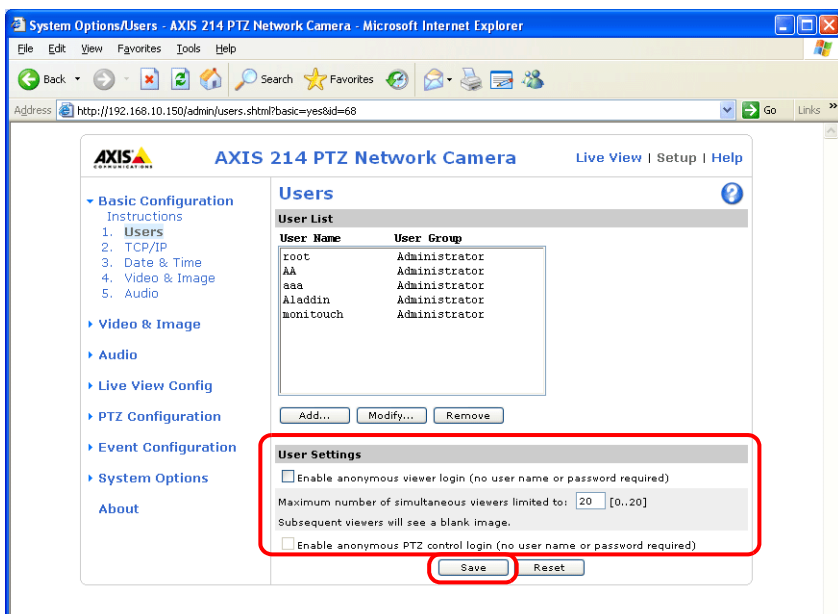 System Options/Users - AXIS 214 PTZ Network Camera - Microsoft Internet Explorer
File Edit View Favorites Tools Help
Back Search Favorites
Address http://192.168.10.150/admin/users.shtml?basic=yes&id=68 Go Links »
AXIS COMMUNICATIONS AXIS 214 PTZ Network Camera Live View | Setup | Help
Basic Configuration
Instructions
1. Users
2. TCP/IP
3. Date & Time
4. Video & Image
5. Audio
Video & Image
Audio
Live View Config
PTZ Configuration
Event Configuration
System Options
About
Users ?
User List
User Name User Group
root Administrator
AA Administrator
aaa Administrator
Aladdin Administrator
monitouch Administrator
Add... Modify... Remove
User Settings
Enable anonymous viewer login (no user name or password required)
Maximum number of simultaneous viewers limited to: 20 [0..20]
Subsequent viewers will see a blank image.
Enable anonymous PTZ control login (no user name or password required)
Save Reset